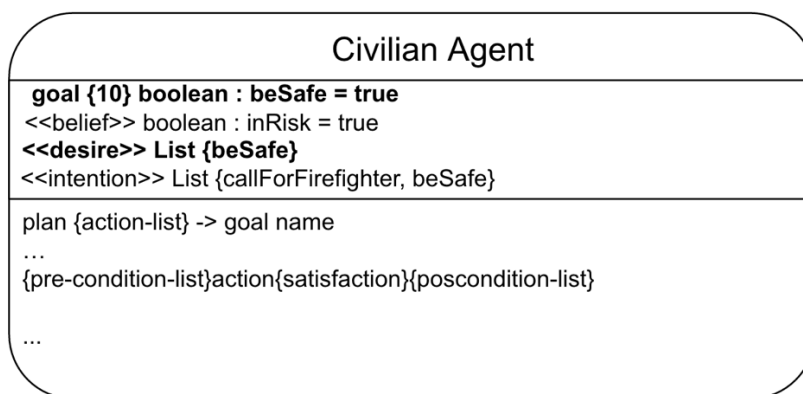 Civilian Agent
goal {10} boolean : beSafe = true
<<belief>> boolean : inRisk = true
<<desire>> List {beSafe}
<<intention>> List {callForFirefighter, beSafe}
plan {action-list} -> goal name
…
{pre-condition-list}action{satisfaction}{poscondition-list}
...